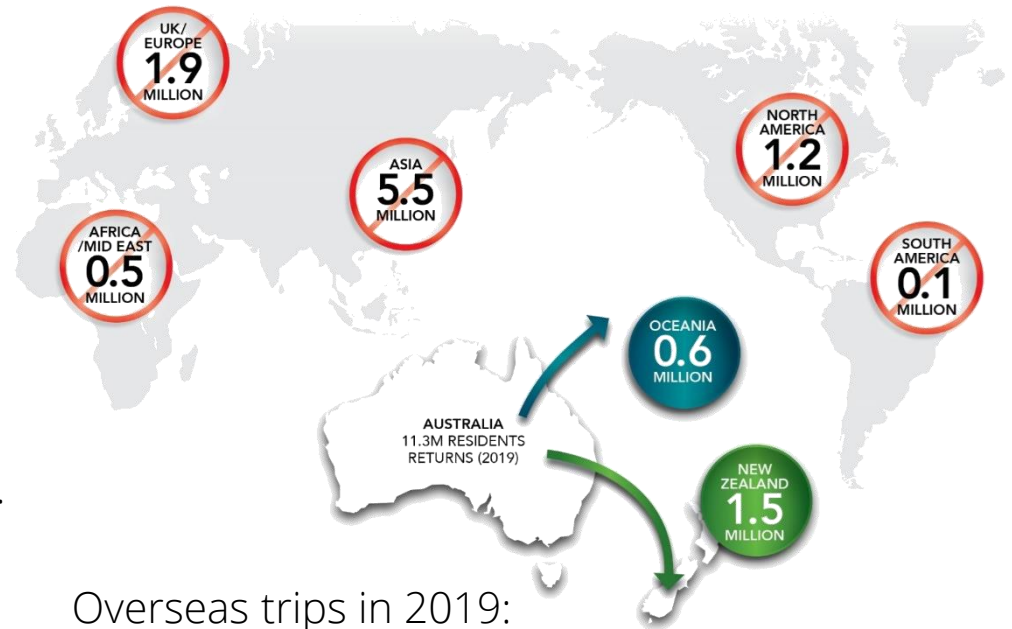 UK/
EUROPE
1.9
MILLION
NORTH
AMERICA
1.2
MILLION
ASIA
5.5
MILLION
AFRICA
/MID EAST
0.5
MILLION
SOUTH
AMERICA
0.1
MILLION
OCEANIA
0.6
MILLION
AUSTRALIA
11.3M RESIDENTS
RETURNS (2019)
NEW
ZEALAND
1.5
MILLION
.
Overseas trips in 2019: